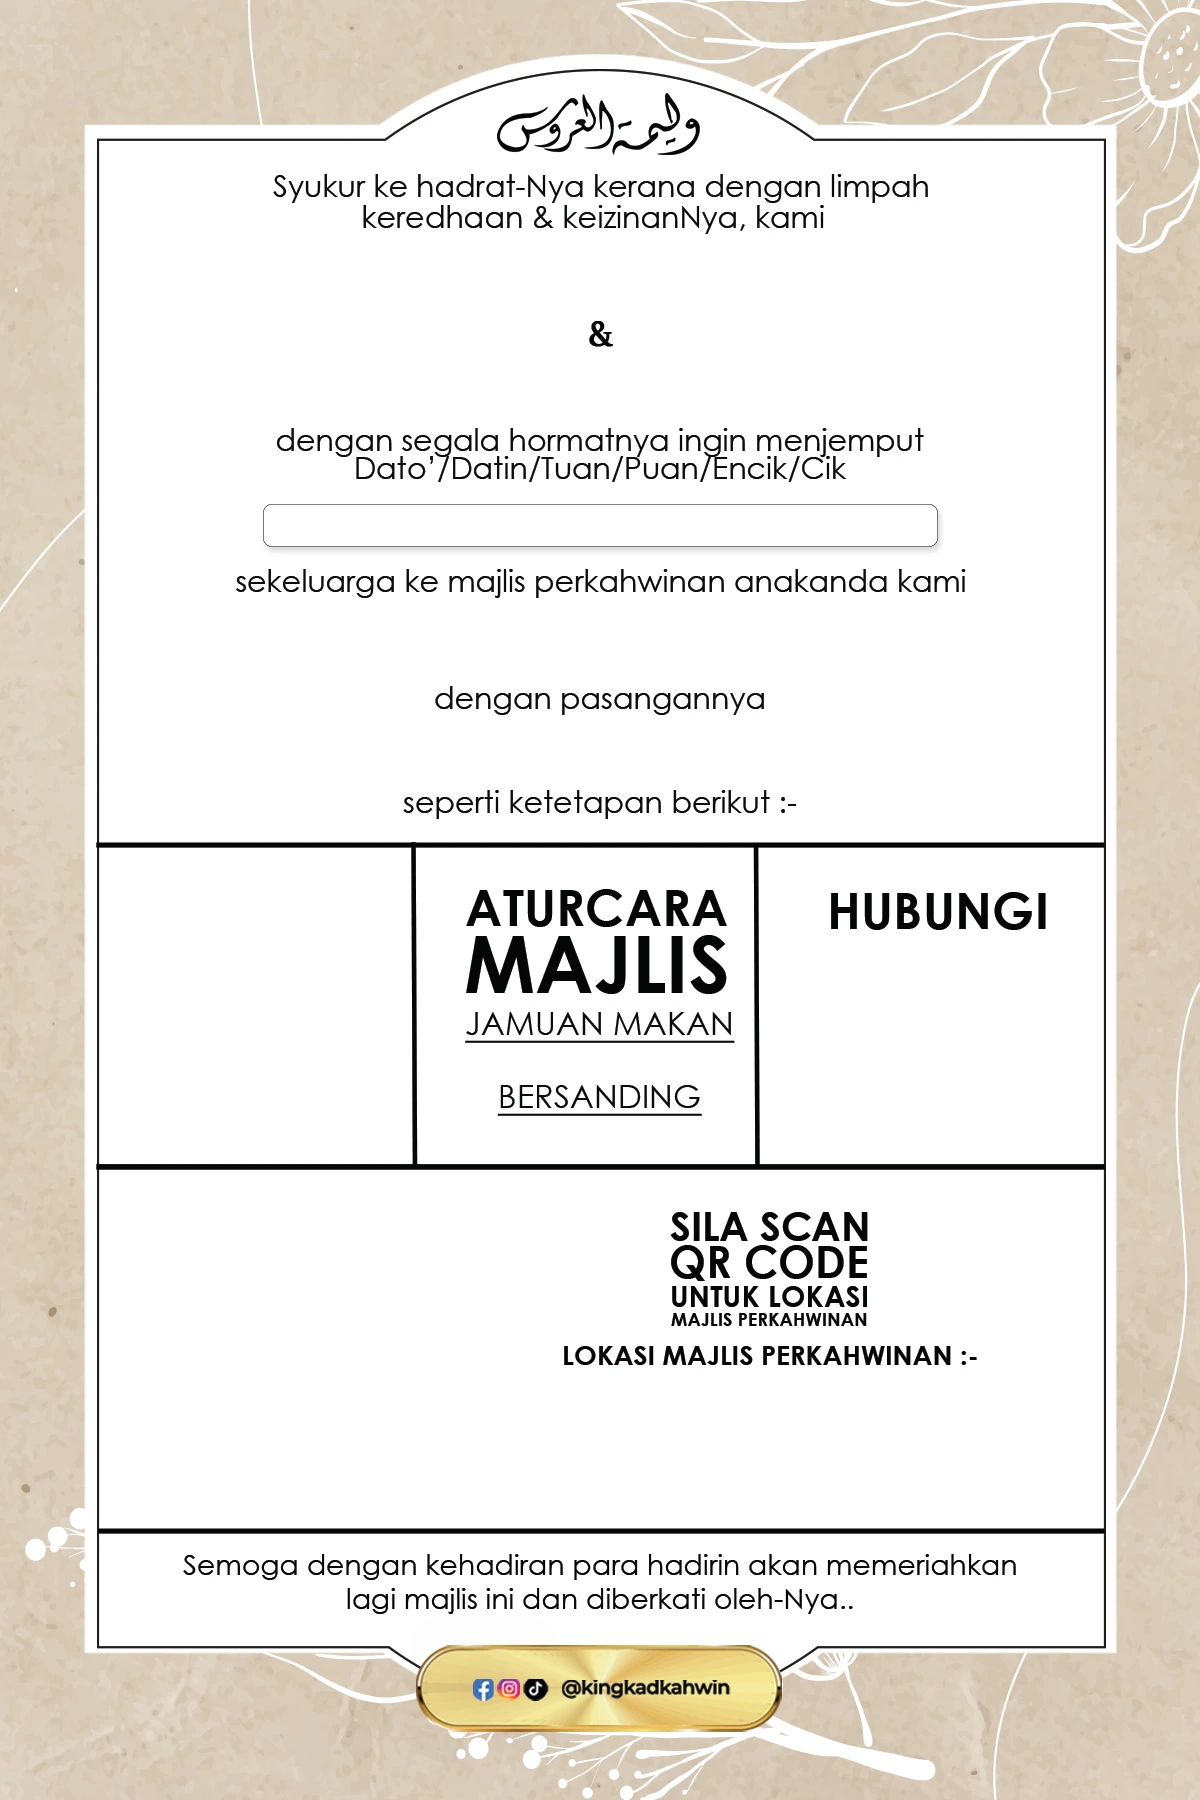 وليمة العروس
Syukur ke hadrat-Nya kerana dengan limpah
keredhaan & keizinanNya, kami
&
dengan segala hormatnya ingin menjemput
Dato'/Datin/Tuan/Puan/Encik/Cik
sekeluarga ke majlis perkahwinan anakanda kami
dengan pasangannya
seperti ketetapan berikut :-
ATURCARA
MAJLIS
JAMUAN MAKAN
BERSANDING
HUBUNGI
SILA SCAN
QR CODE
UNTUK LOKASI
MAJLIS PERKAHWINAN
LOKASI MAJLIS PERKAHWINAN :-
Semoga dengan kehadiran para hadirin akan memeriahkan
lagi majlis ini dan diberkati oleh-Nya..
@kingkadkahwin